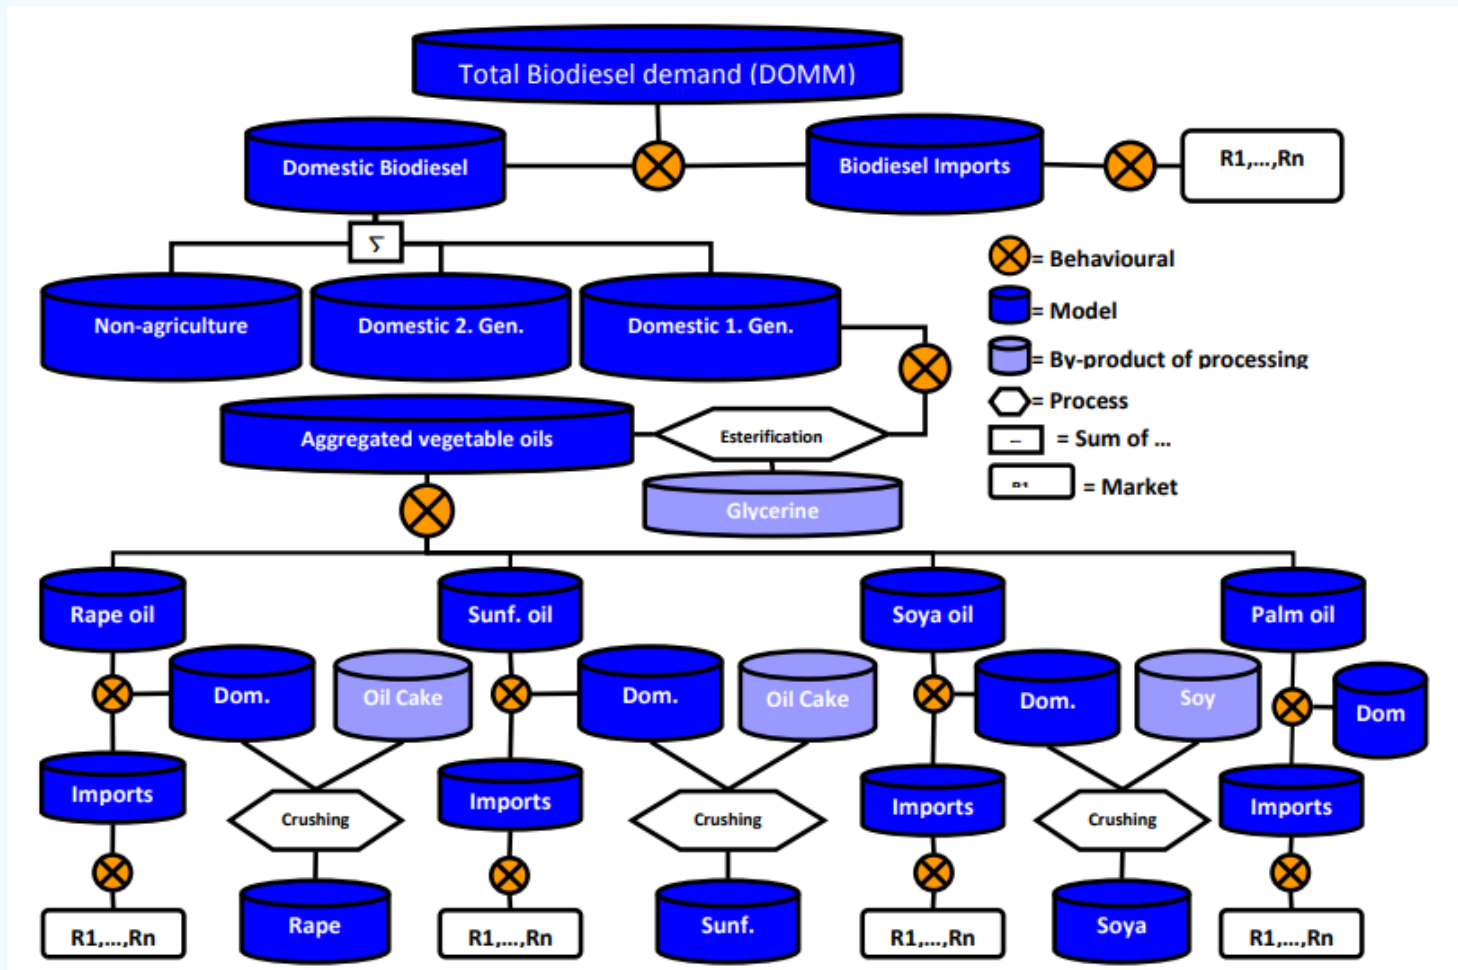 Total Biodiesel demand (DOMM)
Domestic Biodiesel
Biodiesel Imports
R1,...,Rn
Σ
= Behavioural
= Model
= By-product of processing
= Process
= Sum of ...
= Market
Non-agriculture
Domestic 2. Gen.
Domestic 1. Gen.
Aggregated vegetable oils
Esterification
Glycerine
Rape oil
Sunf. oil
Soya oil
Palm oil
Dom.
Oil Cake
Dom.
Oil Cake
Dom.
Soy
Dom
Imports
Crushing
Imports
Crushing
Imports
Crushing
Imports
R1,...,Rn
Rape
R1,...,Rn
Sunf.
R1,...,Rn
Soya
R1,...,Rn